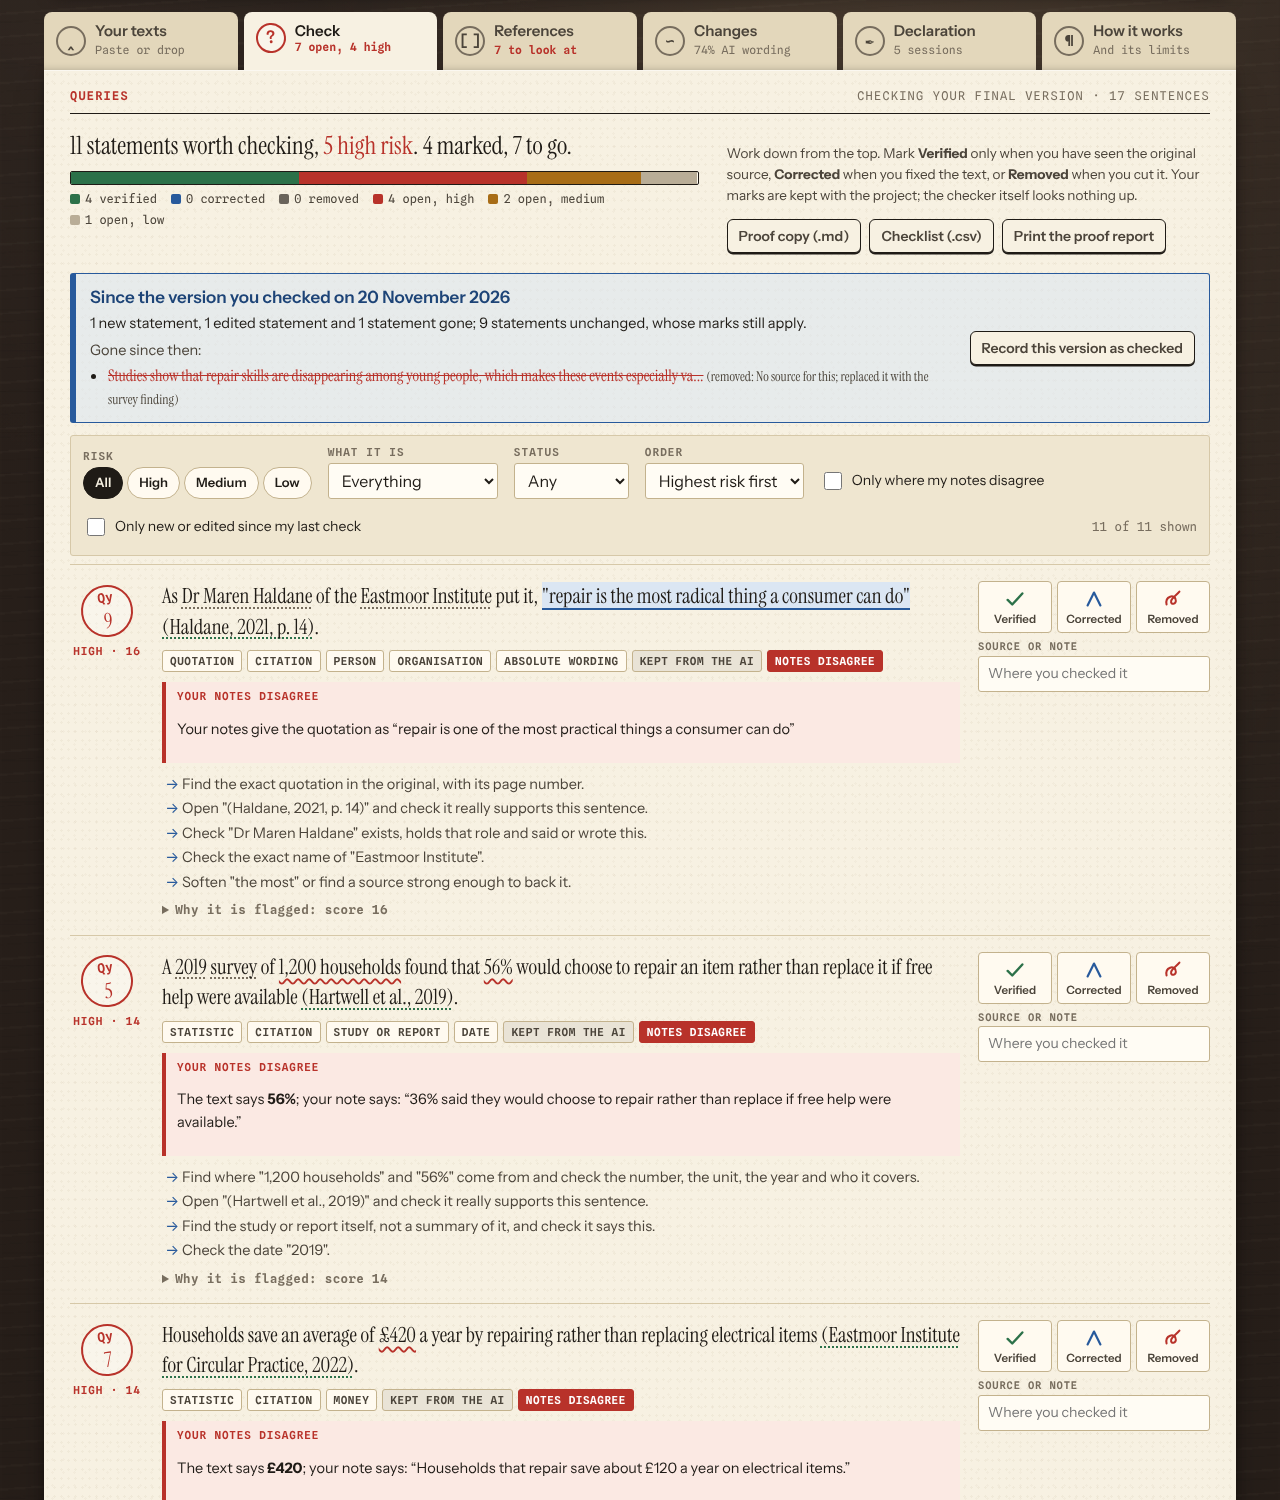 Your texts
Paste or drop
?
Check
7 open, 4 high
[ ]
References
7 to look at
Changes
74% AI wording
Declaration
5 sessions
¶
How it works
And its limits
QUERIES
CHECKING YOUR FINAL VERSION · 17 SENTENCES
11 statements worth checking, 5 high risk. 4 marked, 7 to go.
4 verified 0 corrected 0 removed 4 open, high 2 open, medium
1 open, low
Work down from the top. Mark Verified only when you have seen the original
source, Corrected when you fixed the text, or Removed when you cut it. Your
marks are kept with the project; the checker itself looks nothing up.
Proof copy (.md)
Checklist (.csv)
Print the proof report
Since the version you checked on 20 November 2026
1 new statement, 1 edited statement and 1 statement gone; 9 statements unchanged, whose marks still apply.
Gone since then:
• Studies show that repair skills are disappearing among young people, which makes these events especially va... (removed: No source for this; replaced it with the
survey finding)
Record this version as checked
RISK
All High Medium Low
WHAT IT IS
Everything
STATUS
Any
ORDER
Highest risk first
Only where my notes disagree
Only new or edited since my last check
11 of 11 shown
Qy
9
HIGH · 16
As Dr Maren Haldane of the Eastmoor Institute put it, "repair is the most radical thing a consumer can do"
(Haldane, 2021, p. 14).
QUOTATION CITATION PERSON ORGANISATION ABSOLUTE WORDING KEPT FROM THE AI NOTES DISAGREE
YOUR NOTES DISAGREE
Your notes give the quotation as “repair is one of the most practical things a consumer can do”
→ Find the exact quotation in the original, with its page number.
→ Open "(Haldane, 2021, p. 14)" and check it really supports this sentence.
→ Check "Dr Maren Haldane" exists, holds that role and said or wrote this.
→ Check the exact name of "Eastmoor Institute".
→ Soften "the most" or find a source strong enough to back it.
▶ Why it is flagged: score 16
Verified Corrected Removed
SOURCE OR NOTE
Where you checked it
Qy
5
HIGH · 14
A 2019 survey of 1,200 households found that 56% would choose to repair an item rather than replace it if free
help were available (Hartwell et al., 2019).
STATISTIC CITATION STUDY OR REPORT DATE KEPT FROM THE AI NOTES DISAGREE
YOUR NOTES DISAGREE
The text says 56%; your note says: “36% said they would choose to repair rather than replace if free help were
available.”
→ Find where "1,200 households" and "56%" come from and check the number, the unit, the year and who it covers.
→ Open "(Hartwell et al., 2019)" and check it really supports this sentence.
→ Find the study or report itself, not a summary of it, and check it says this.
→ Check the date "2019".
▶ Why it is flagged: score 14
Verified Corrected Removed
SOURCE OR NOTE
Where you checked it
Qy
7
HIGH · 14
Households save an average of £420 a year by repairing rather than replacing electrical items (Eastmoor Institute
for Circular Practice, 2022).
STATISTIC CITATION MONEY KEPT FROM THE AI NOTES DISAGREE
YOUR NOTES DISAGREE
The text says £420; your note says: “Households that repair save about £120 a year on electrical items.”
Verified Corrected Removed
SOURCE OR NOTE
Where you checked it